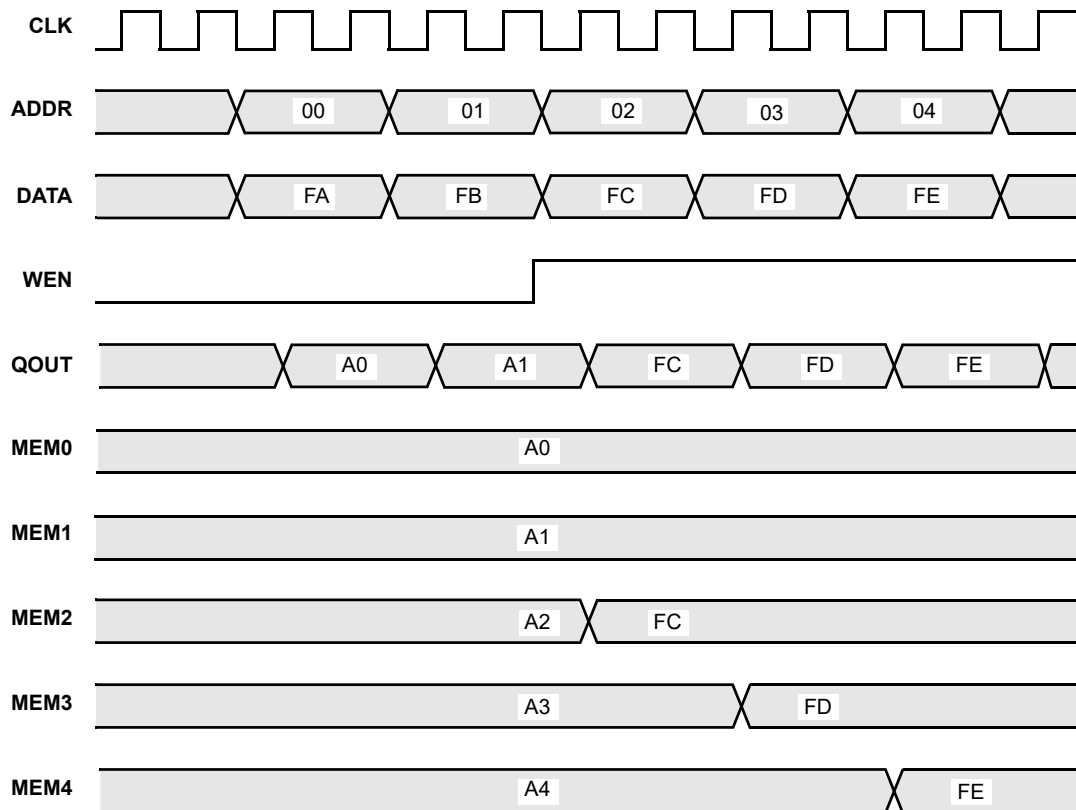 CLK
ADDR 00 01 02 03 04
DATA FA FB FC FD FE
WEN
QOUT A0 A1 FC FD FE
MEM0 A0
MEM1 A1
MEM2 A2 FC
MEM3 A3 FD
MEM4 A4 FE